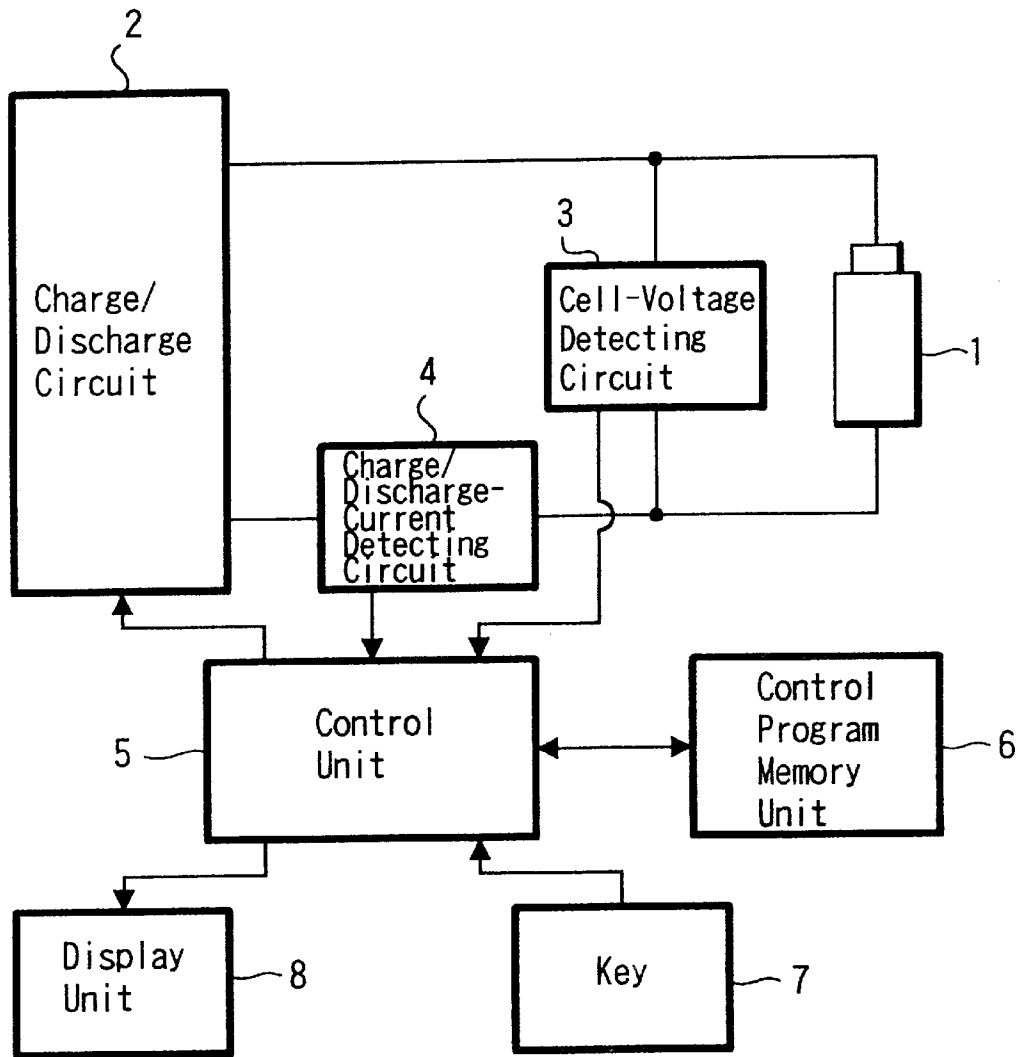 2
Charge/
Discharge
Circuit
3
Cell-Voltage
Detecting
Circuit
1
4
Charge/
Discharge-
Current
Detecting
Circuit
5
Control
Unit
Control
Program
Memory
Unit
6
Display
Unit
8
Key
7